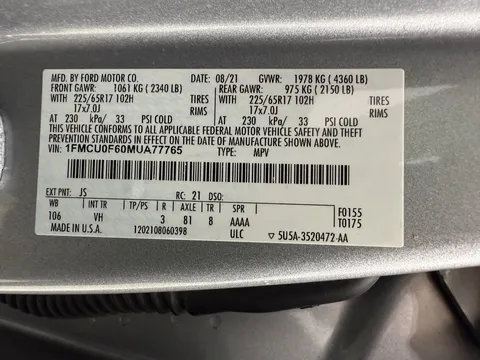 MFD. BY FORD MOTOR CO. DATE: 08/21 GVWR: 1978 KG (4360 LB)
FRONT GAWR: 1061 KG (2340 LB) REAR GAWR: 975 KG (2150 LB)
WITH 225/65R17 102H TIRES WITH 225/65R17 102H TIRES
17x7.0J RIMS 17x7.0J RIMS
AT 230 kPa/ 33 PSI COLD AT 230 kPa/ 33 PSI COLD
THIS VEHICLE CONFORMS TO ALL APPLICABLE FEDERAL MOTOR VEHICLE SAFETY, BUMPER, AND THEFT
PREVENTION STANDARDS IN EFFECT ON THE DATE OF MANUFACTURE SHOWN ABOVE.
VIN: 1FMCU0F60MUA77765 TYPE: MPV
EXT PNT: JS RC: 21 DSO:
WB INT TR TP/PS R AXLE TR SPR
F0155
106 VH 3 81 8 AAAA
T0175
MADE IN U.S.A. 1202108060398 ULC ▽ 5U5A-3520472-AA